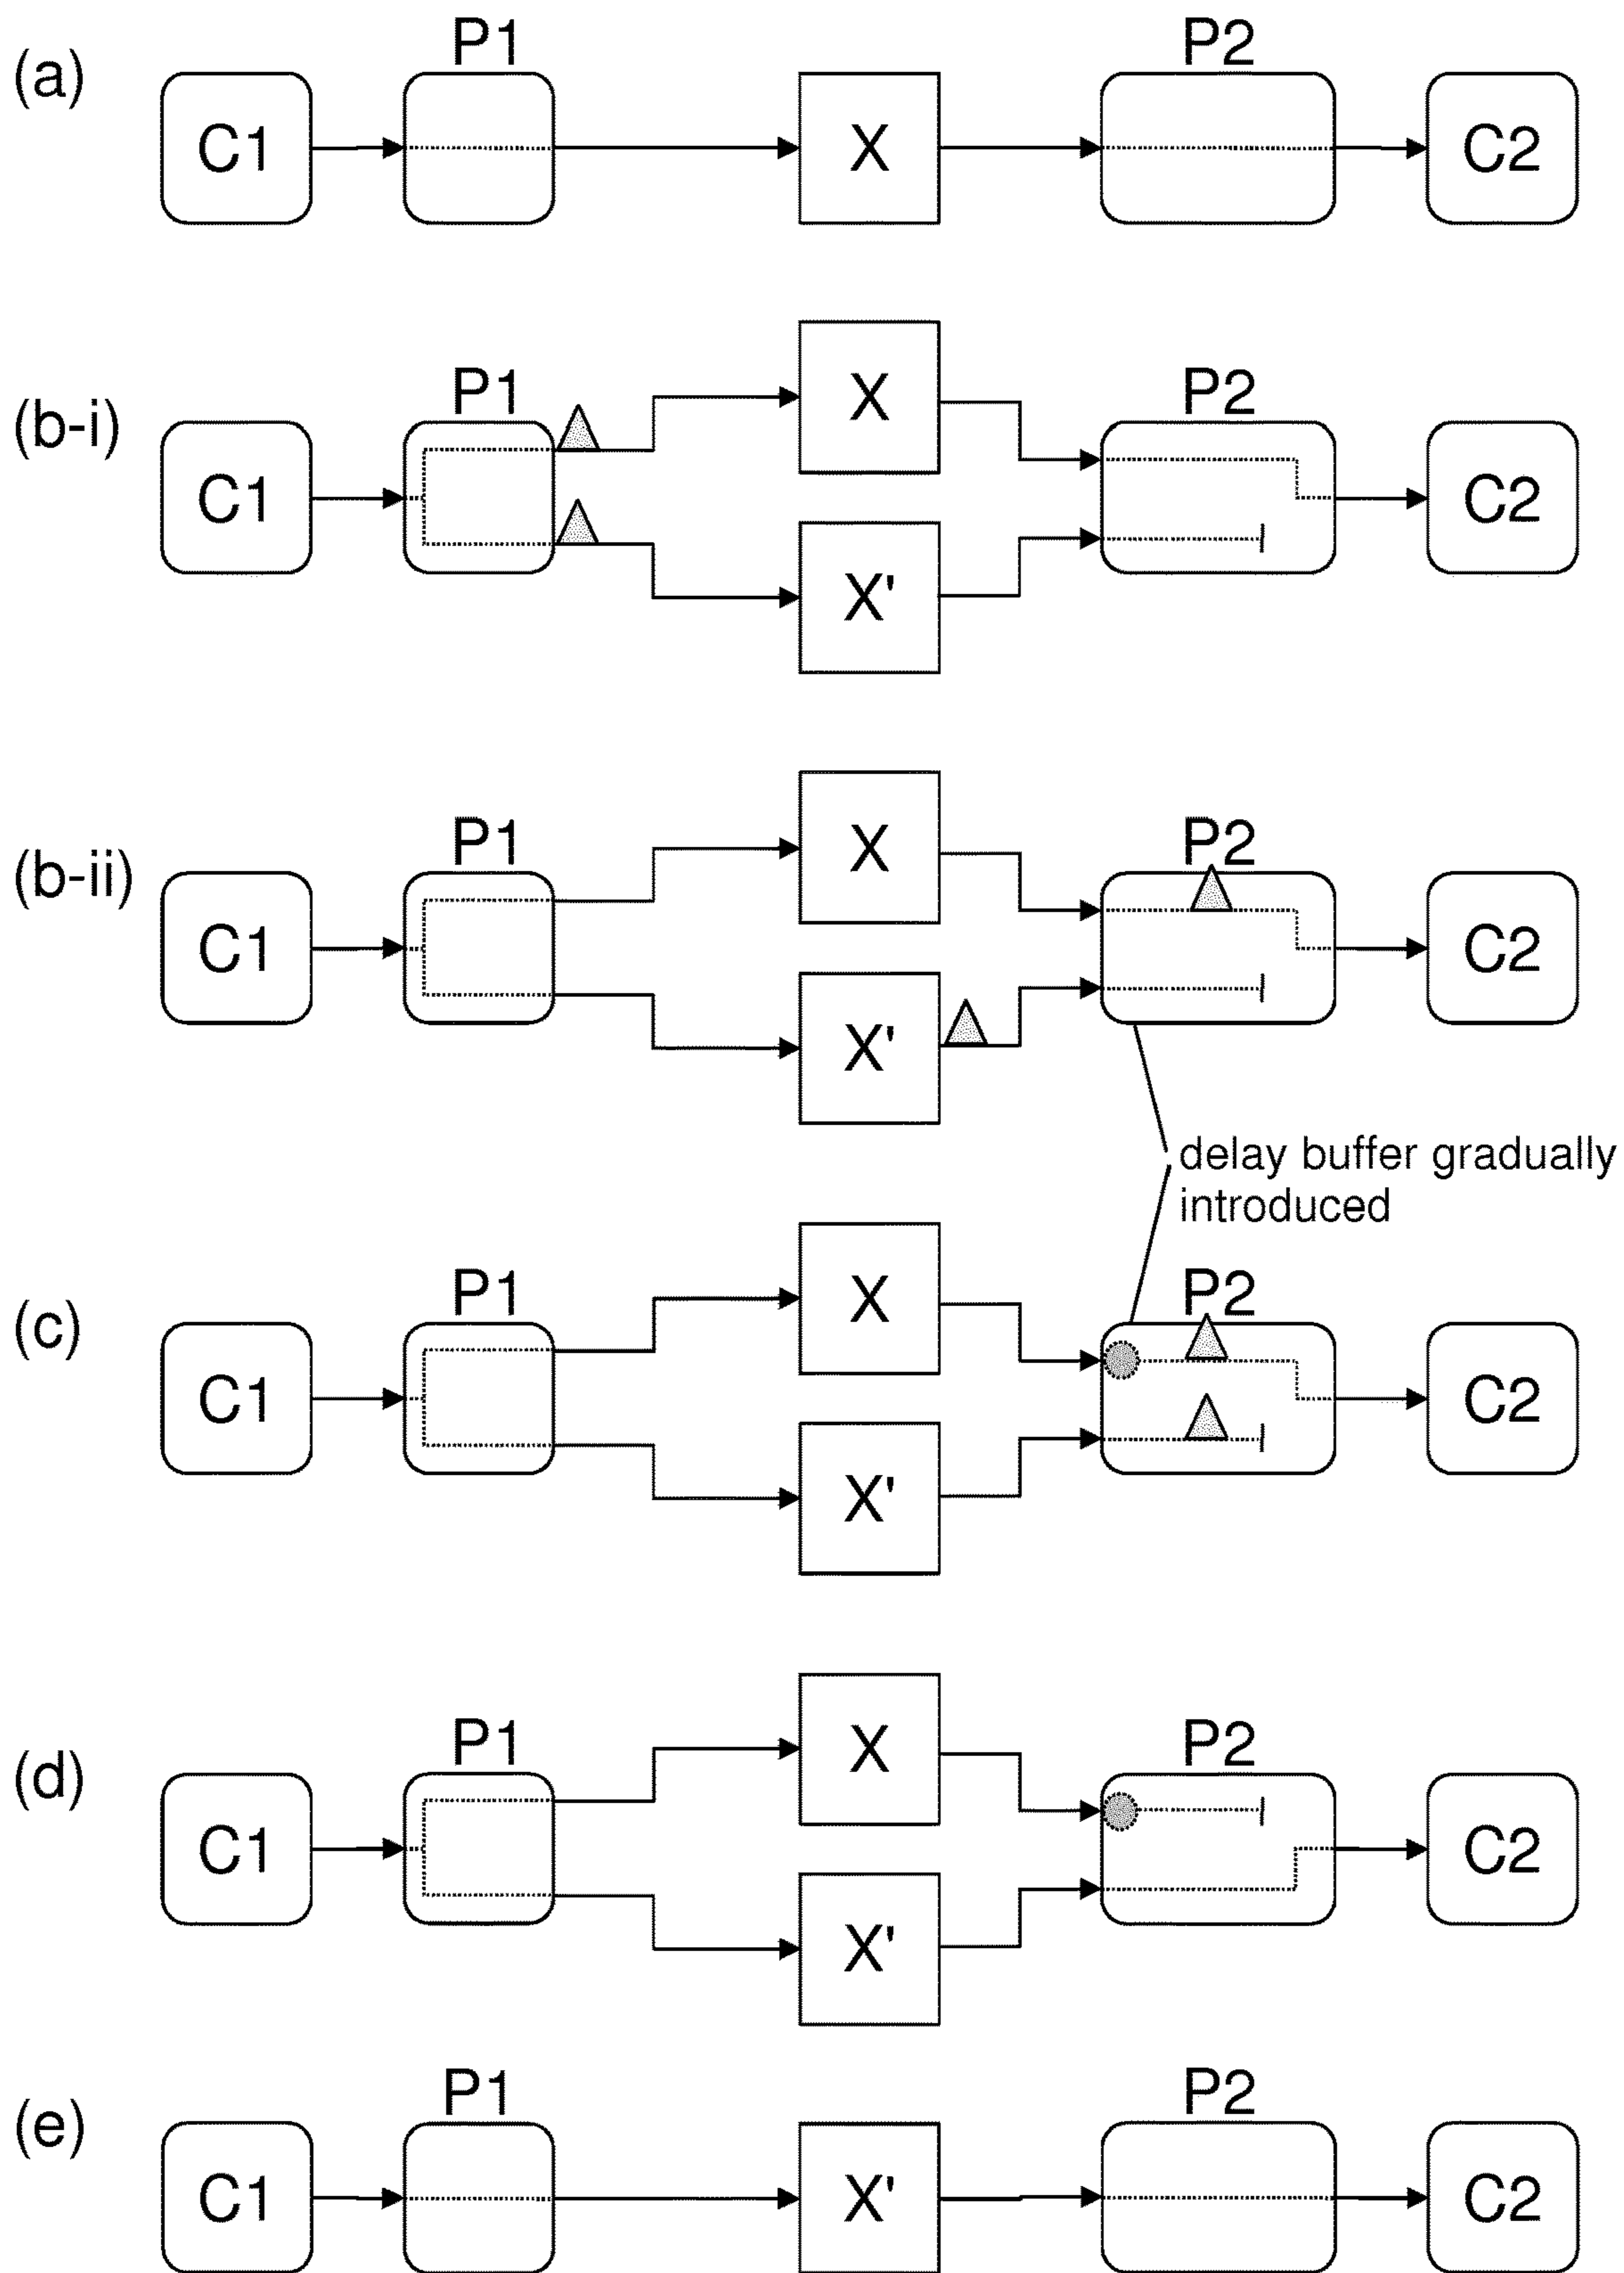 (a)
P1
P2
C1
X
C2
(b-i)
P1
X
P2
C1
C2
X'
(b-ii)
P1
X
P2
C1
C2
X'
delay buffer gradually
introduced
(c)
P1
X
P2
C1
C2
X'
(d)
P1
X
P2
C1
C2
X'
(e)
P1
P2
C1
X'
C2